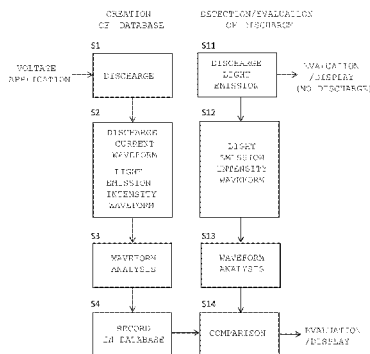 CREATION
OF DATABASE
DETECTION/EVALUATION
OF DISCHARGE
S1
S11
VOLTAGE
APPLICATION
DISCHARGE
DISCHARGE
LIGHT
EMISSION
EVALUATION
/DISPLAY
(NO DISCHARGE)
S2
S12
DISCHARGE
CURRENT
WAVEFORM
LIGHT
EMISSION
INTENSITY
WAVEFORM
LIGHT
EMISSION
INTENSITY
WAVEFORM
S3
S13
WAVEFORM
ANALYSIS
WAVEFORM
ANALYSIS
S4
S14
RECORD
IN DATABASE
COMPARISON
EVALUATION
/DISPLAY